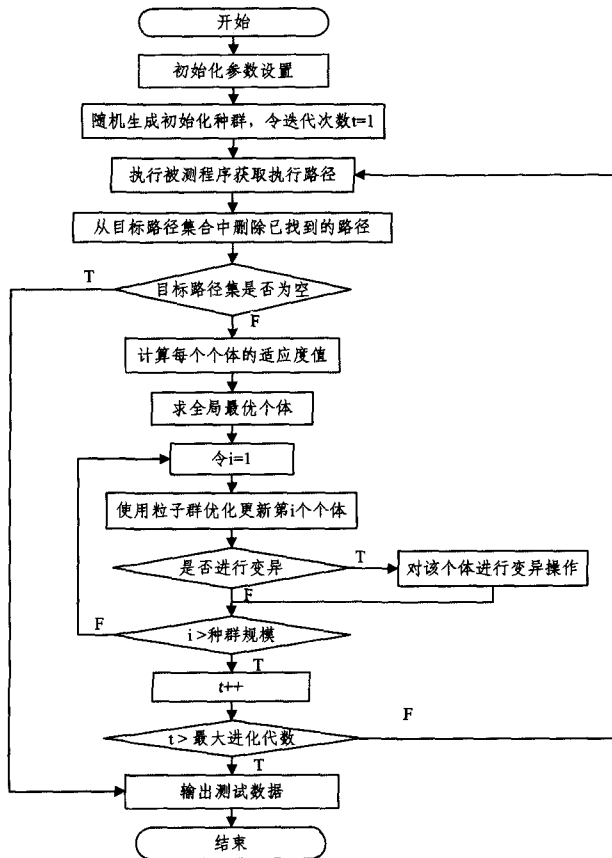 开始
初始化参数设置
随机生成初始化种群，令迭代次数t=1
执行被测程序获取执行路径
从目标路径集合中删除已找到的路径
T
目标路径集是否为空
F
计算每个个体的适应度值
求全局最优个体
令i=1
使用粒子群优化更新第i个个体
是否进行变异
T
对该个体进行变异操作
F
F
i >种群规模
T
t++
F
t > 最大进化代数
T
输出测试数据
结束